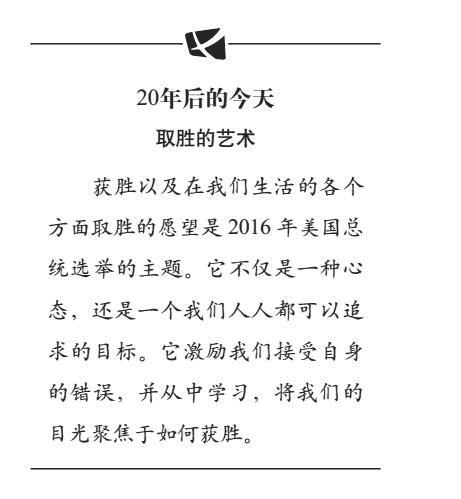 20年后的今天
取胜的艺术
获胜以及在我们生活的各个
方面取胜的愿望是 2016 年美国总
统选举的主题。它不仅是一种心
态，还是一个我们人人都可以追
求的目标。它激励我们接受自身
的错误，并从中学习，将我们的
目光聚焦于如何获胜。